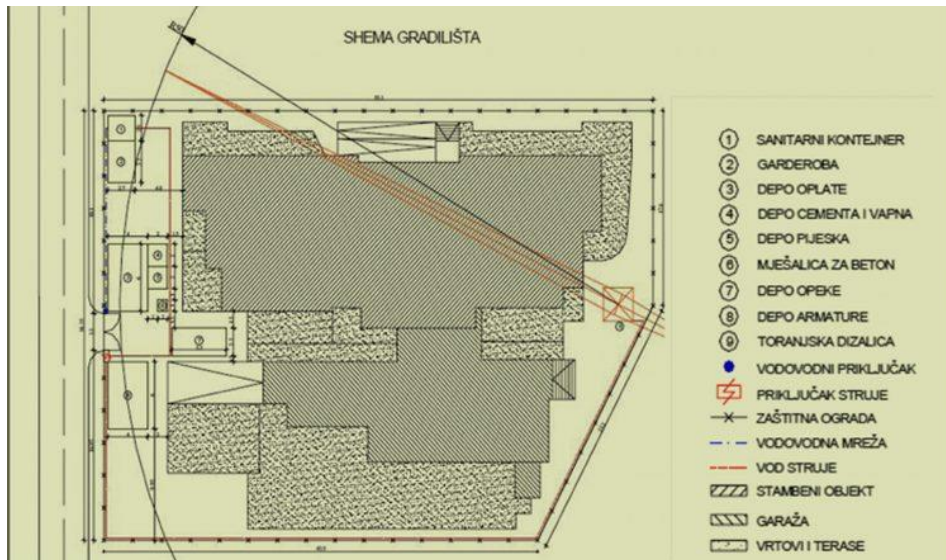 SHEMA GRADILIŠTA
R50
1 SANITARNI KONTEJNER
2 GARDEROBA
3 DEPO OPLATE
4 DEPO CEMENTA I VAPNA
5 DEPO PIJESKA
6 MJEŠALICA ZA BETON
7 DEPO OPEKE
8 DEPO ARMATURE
9 TORANJSKA DIZALICA
VODOVODNI PRIKLJUČAK
PRIKLJUČAK STRUJE
ZAŠTITNA OGRADA
VODOVODNA MREŽA
VOD STRUJE
STAMBENI OBJEKT
GARAŽA
VRTOVI I TERASE